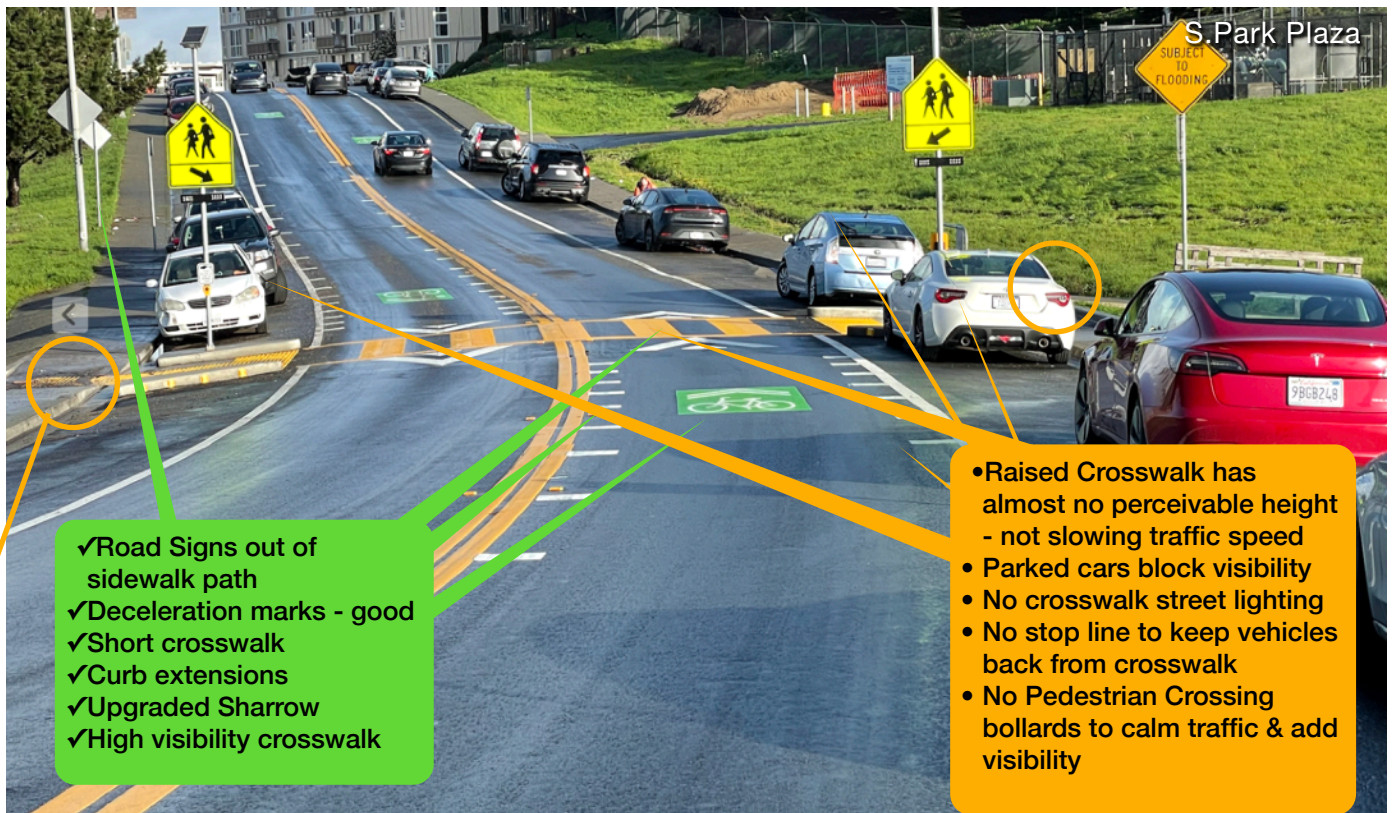 S.Park Plaza
SUBJECT
TO
FLOODING
9BGB248
✓Road Signs out of
sidewalk path
✓Deceleration marks - good
✓Short crosswalk
✓Curb extensions
✓Upgraded Sharrow
✓High visibility crosswalk
•Raised Crosswalk has
almost no perceivable height
- not slowing traffic speed
• Parked cars block visibility
• No crosswalk street lighting
• No stop line to keep vehicles
back from crosswalk
• No Pedestrian Crossing
bollards to calm traffic & add
visibility